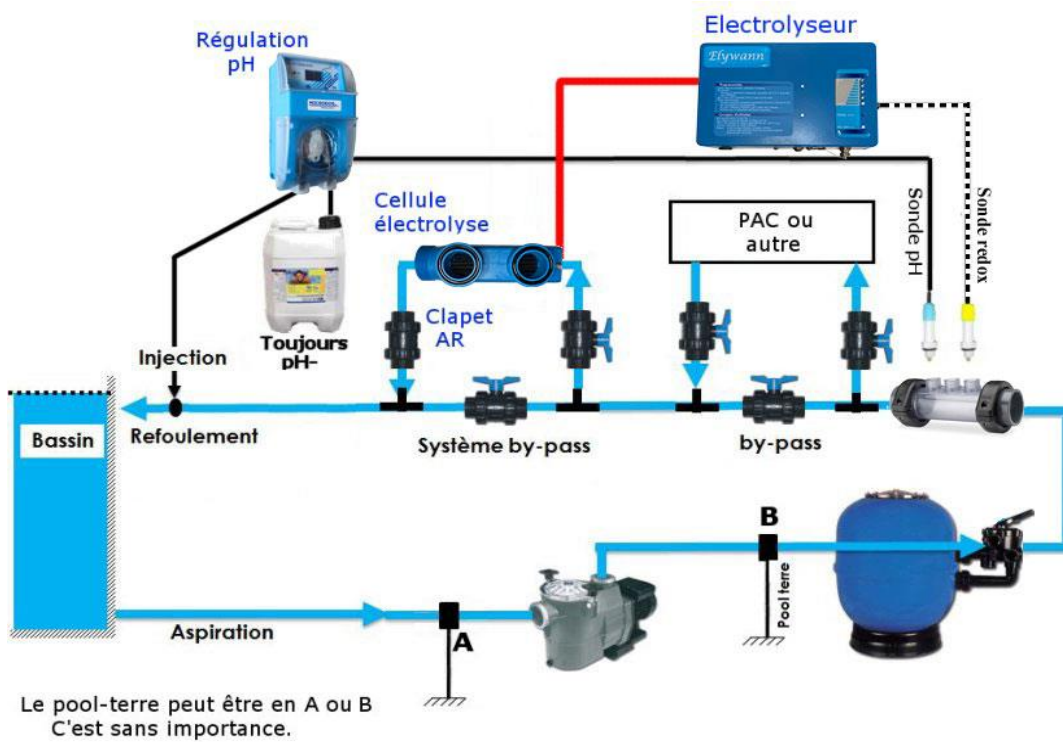 Electrolyseur
Régulation
pH
Elywann
Cellule
électrolyse
PAC ou
autre
Sonde pH
Sonde redox
Clapet
AR
Toujours
pH-
Injection
Bassin
Refoulement
Système by-pass
by-pass
B
Pool terre
Aspiration
A
Le pool-terre peut être en A ou B
C'est sans importance.